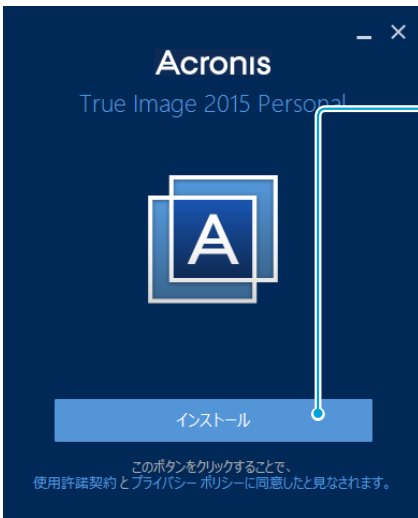 Acronis
True Image 2015 Personal
A
インストール
このボタンをクリックすることで、
使用許諾契約 と プライバシー ポリシーに同意したと見なされます。